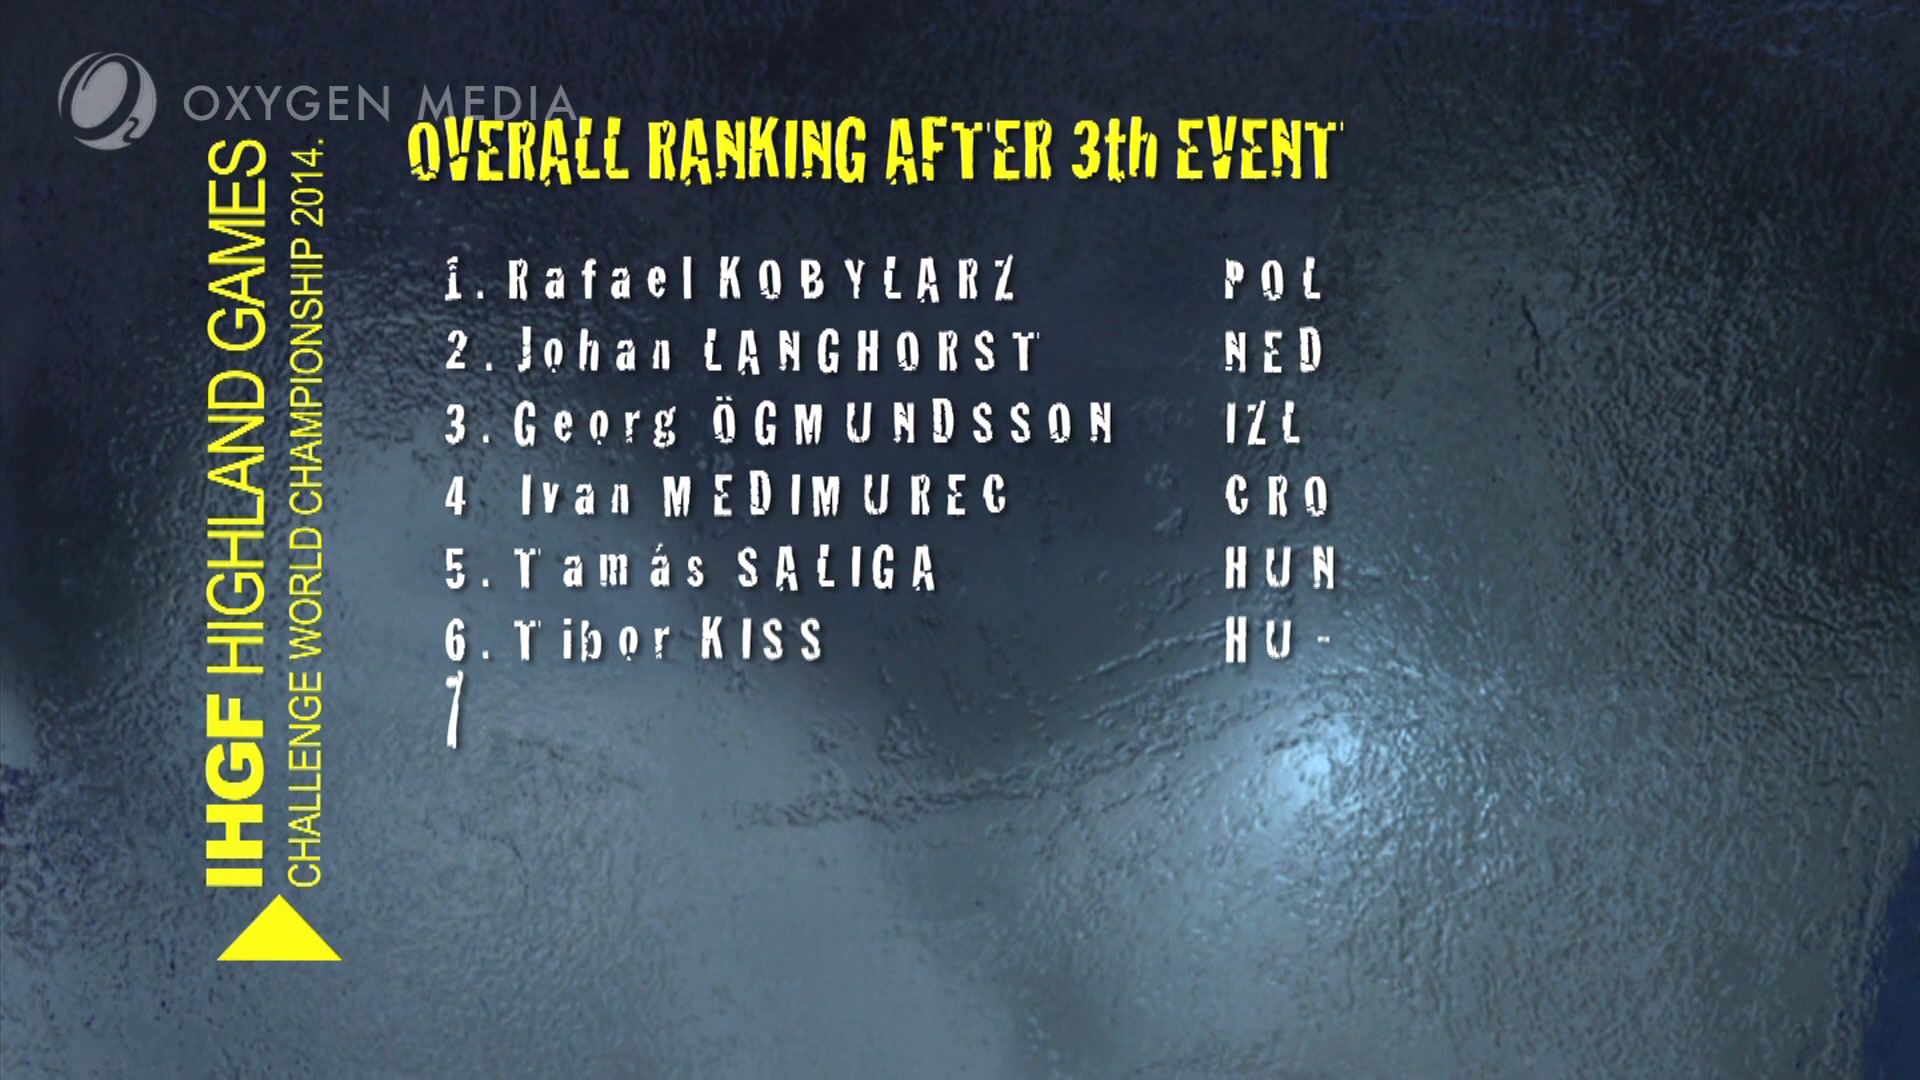 OXYGEN MEDIA
IHGF HIGHLAND GAMES
CHALLENGE WORLD CHAMPIONSHIP 2014.
OVERALL RANKING AFTER 3th EVENT
1. Rafael KOBYLARZ POL
2. Johan LANGHORST NED
3. Georg ÖGMUNDSSON IZL
4 Ivan MEDIMUREC CRO
5. Tamás SALIGA HUN
6. Tibor KISS HU-
7